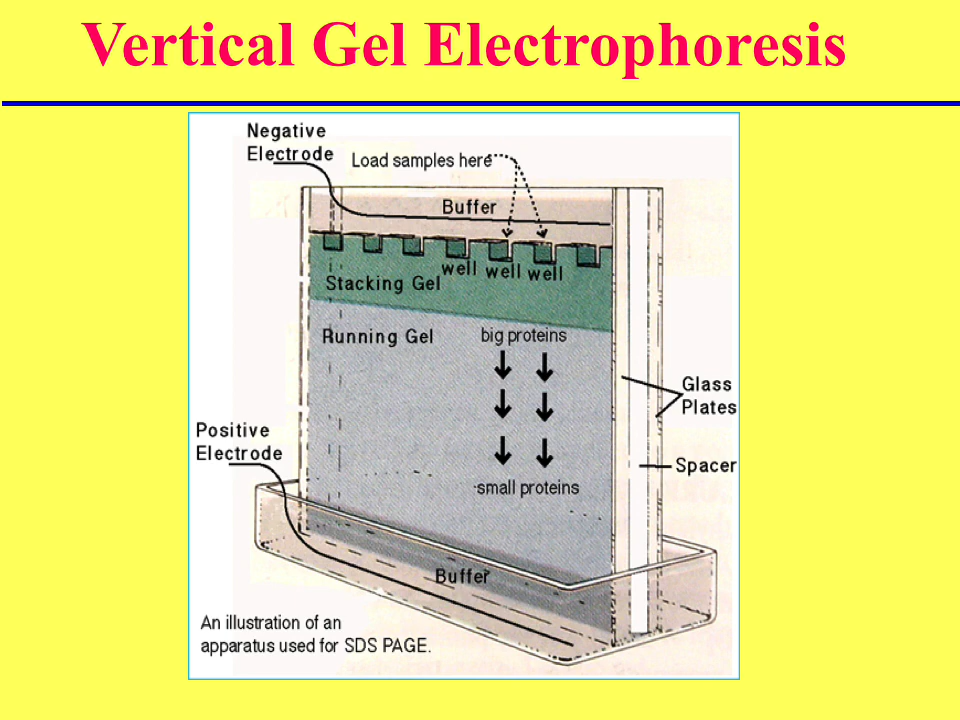 Vertical Gel Electrophoresis
Negative
Electrode
Load samples here
Buffer
well well well
Stacking Gel
Running Gel
big proteins
Glass
Plates
Positive
Electrode
Spacer
small proteins
Buffer
An illustration of an
apparatus used for SDS PAGE.